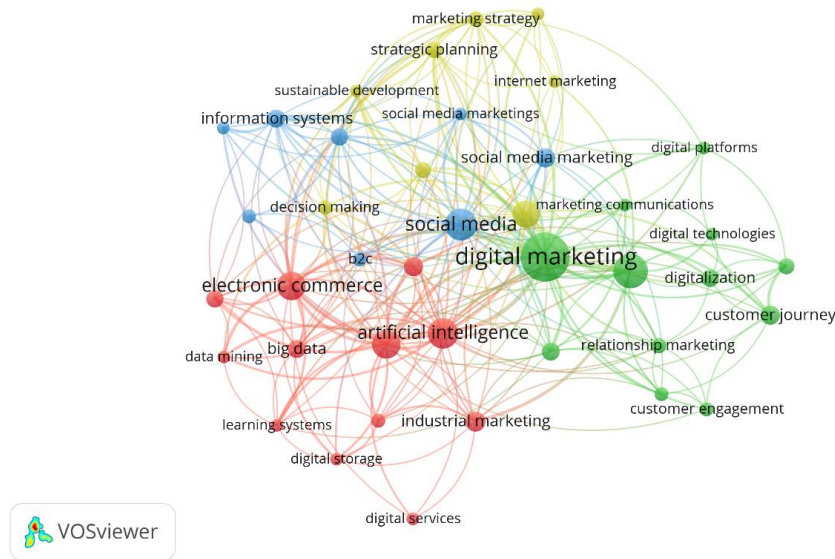 marketing strategy
strategic planning
internet marketing
sustainable development
information systems
social media marketings
social media marketing
digital platforms
decision making
marketing communications
social media
digital technologies
digital marketing
b2c
digitalization
electronic commerce
customer journey
artificial intelligence
relationship marketing
big data
data mining
customer engagement
industrial marketing
learning systems
digital storage
digital services
VOSviewer